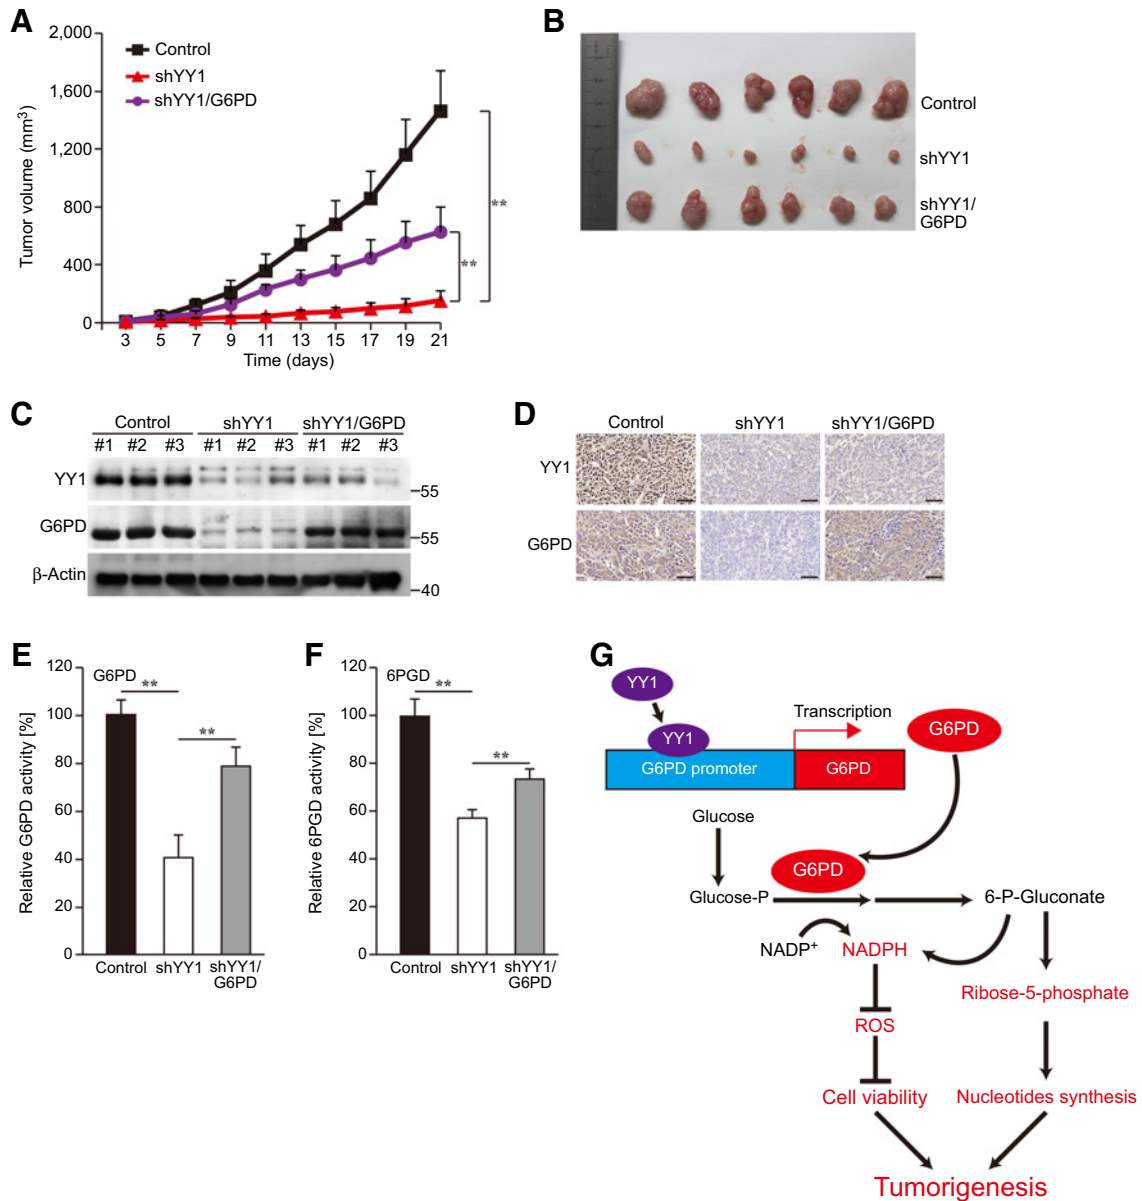 A
2,000
1,600
1,200
800
400
0
Tumor volume (mm³)
Control
shYY1
shYY1/G6PD
**
**
3 5 7 9 11 13 15 17 19 21
Time (days)
B
Control
shYY1
shYY1/
G6PD
C
Control shYY1 shYY1/G6PD
#1 #2 #3 #1 #2 #3 #1 #2 #3
YY1
55
G6PD
55
β-Actin
40
D
Control shYY1 shYY1/G6PD
YY1
G6PD
E
120
100
80
60
40
20
0
Relative G6PD activity [%]
G6PD
**
**
Control shYY1 shYY1/
G6PD
F
120
100
80
60
40
20
0
Relative 6PGD activity [%]
6PGD
**
**
Control shYY1 shYY1/
G6PD
G
YY1
Transcription
YY1
G6PD
G6PD promoter G6PD
Glucose
G6PD
Glucose-P 6-P-Gluconate
NADP⁺ NADPH
Ribose-5-phosphate
ROS
Cell viability Nucleotides synthesis
Tumorigenesis